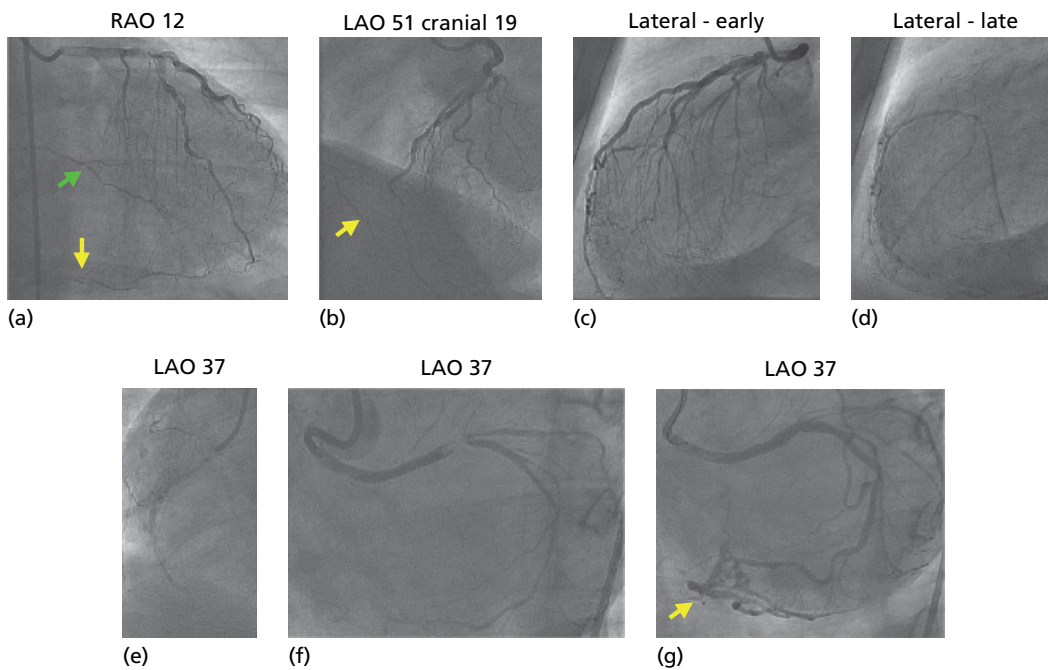 RAO 12
LAO 51 cranial 19
Lateral - early
Lateral - late
(a)
(b)
(c)
(d)
LAO 37
LAO 37
LAO 37
(e)
(f)
(g)